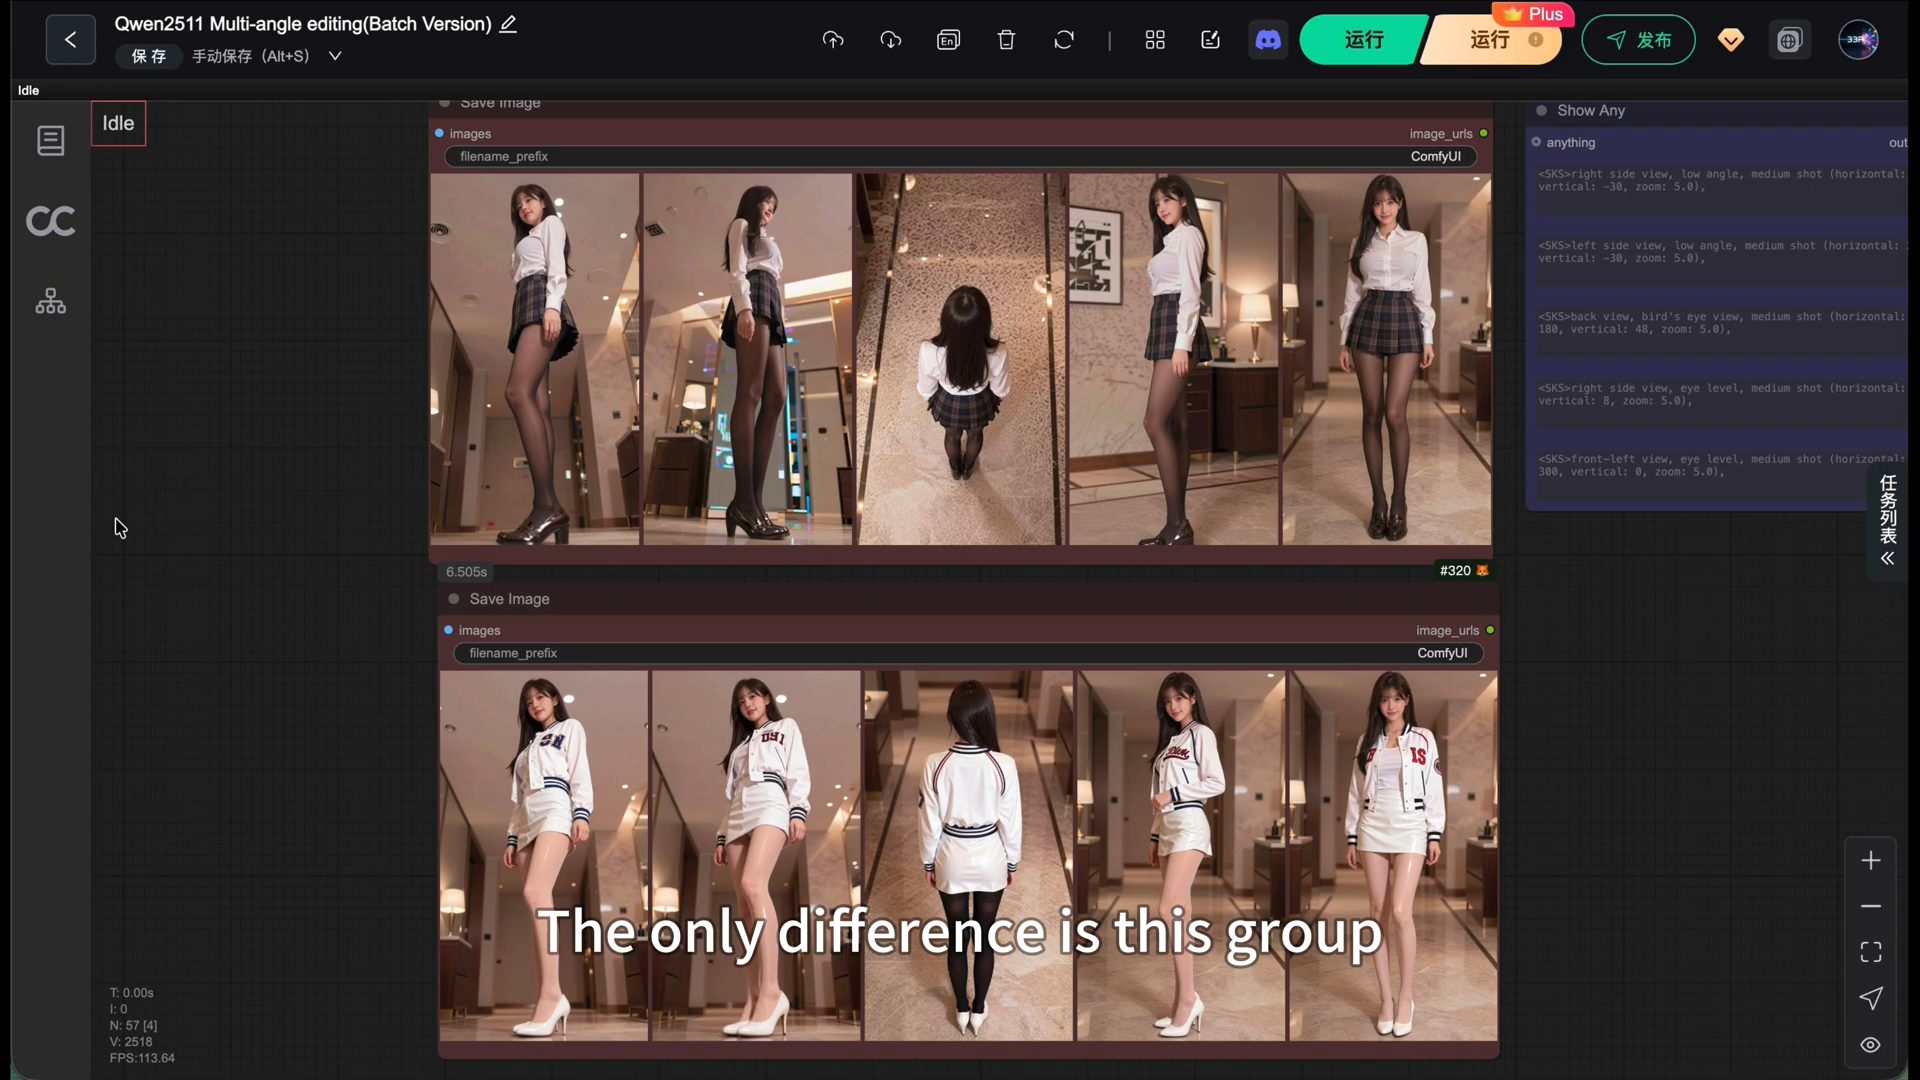 Qwen2511 Multi-angle editing(Batch Version)
保存 手动保存（Alt+S）
运行
运行
Plus
发布
Idle
Idle
Save Image
images
image_urls
filename_prefix
ComfyUI
Show Any
anything
out
<SKS>right side view, low angle, medium shot (horizontal:
vertical: -30, zoom: 5.0),
<SKS>left side view, low angle, medium shot (horizontal:
vertical: -30, zoom: 5.0),
<SKS>back view, bird's eye view, medium shot (horizontal:
180, vertical: 48, zoom: 5.0),
<SKS>right side view, eye level, medium shot (horizontal:
vertical: 8, zoom: 5.0),
<SKS>front-left view, eye level, medium shot (horizontal:
300, vertical: 0, zoom: 5.0),
任务列表
6.505s
#320
Save Image
images
image_urls
filename_prefix
ComfyUI
The only difference is this group
T: 0.00s
I: 0
N: 57 [4]
V: 2518
FPS:113.64